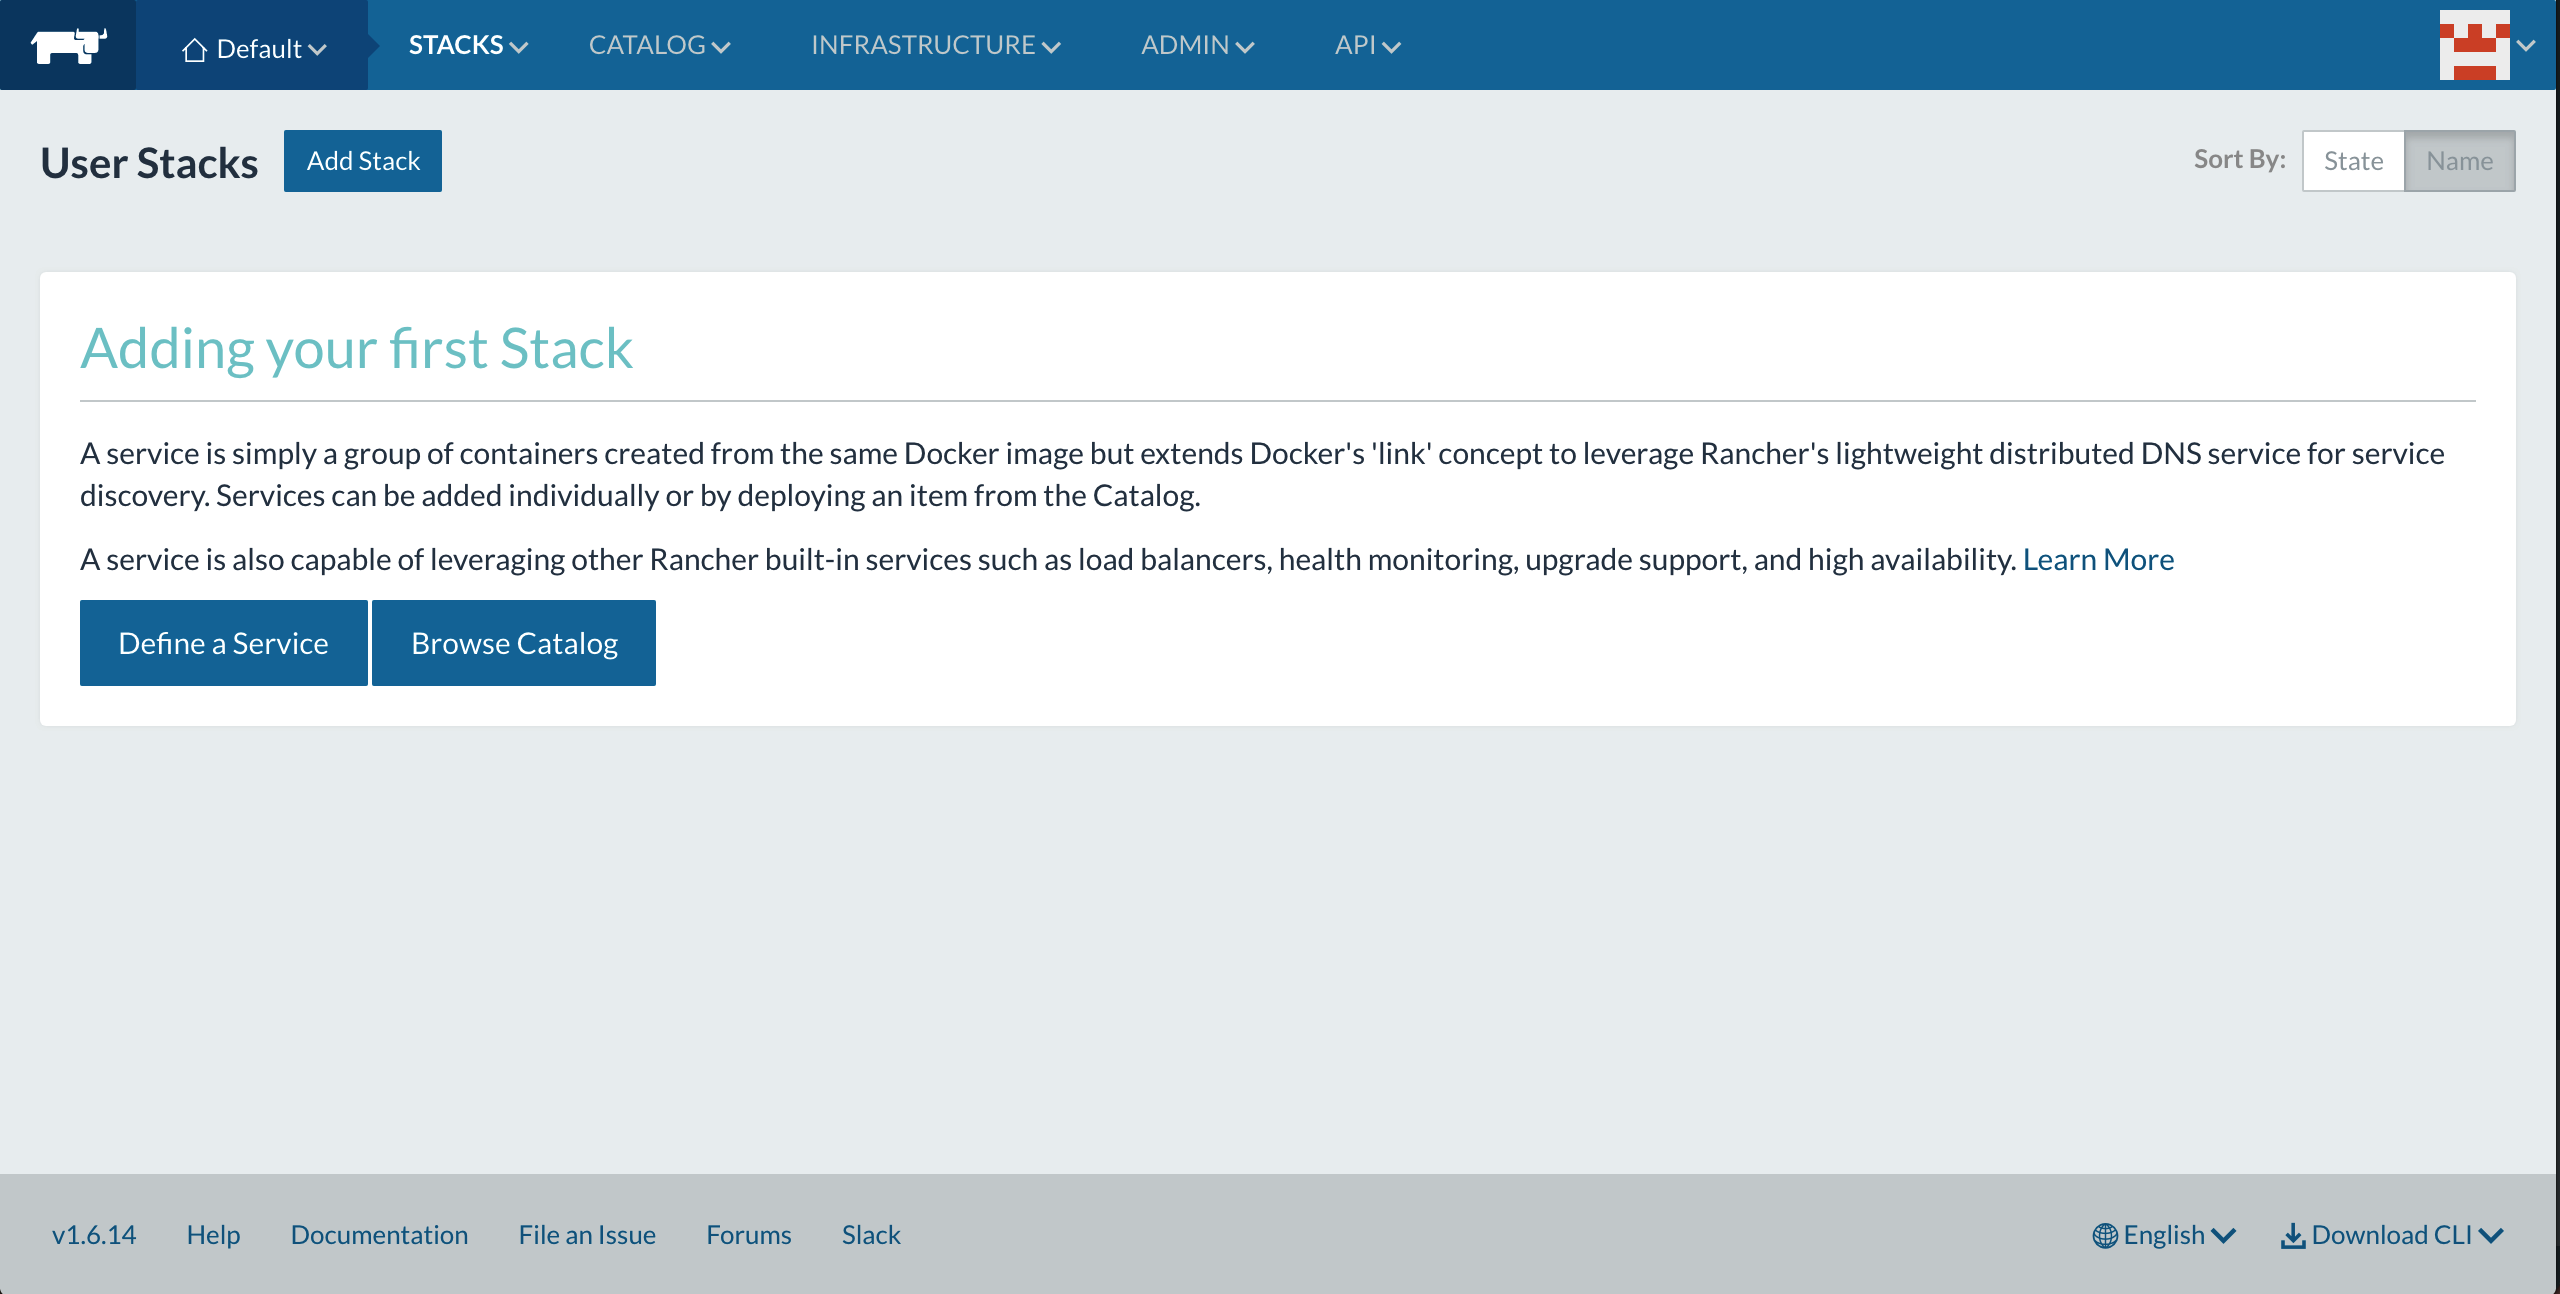 Default
STACKS
CATALOG
INFRASTRUCTURE
ADMIN
API
User Stacks
Add Stack
Sort By:
State
Name
Adding your first Stack
A service is simply a group of containers created from the same Docker image but extends Docker's 'link' concept to leverage Rancher's lightweight distributed DNS service for service
discovery. Services can be added individually or by deploying an item from the Catalog.
A service is also capable of leveraging other Rancher built-in services such as load balancers, health monitoring, upgrade support, and high availability. Learn More
Define a Service
Browse Catalog
v1.6.14
Help
Documentation
File an Issue
Forums
Slack
English
Download CLI